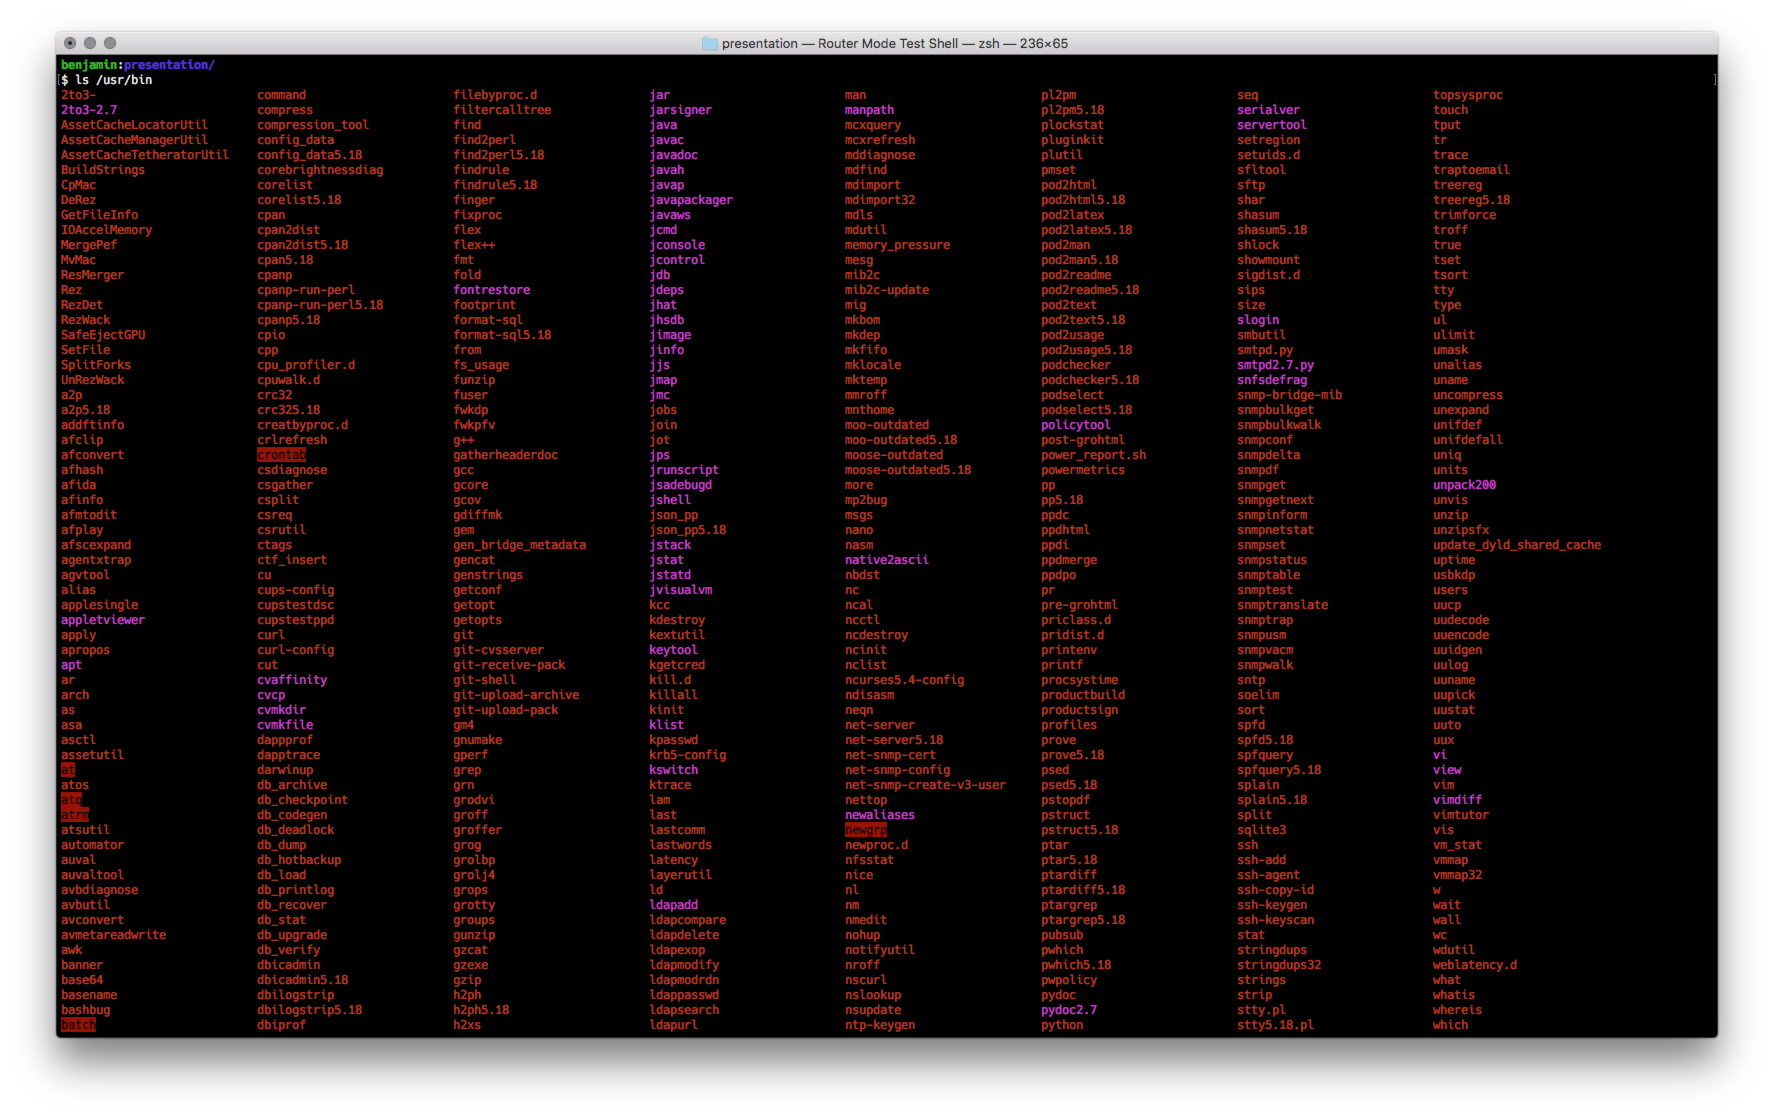 presentation — Router Mode Test Shell — zsh — 236×65
benjamin:presentation/
[$ ls /usr/bin ]
2to3- command filebyproc.d jar man pl2pm seq topsysproc
2to3-2.7 compress filtercalltree jarsigner manpath pl2pm5.18 serialver touch
AssetCacheLocatorUtil compression_tool find java mcxquery plockstat servertool tput
AssetCacheManagerUtil config_data find2perl javac mcxrefresh pluginkit setregion tr
AssetCacheTetheratorUtil config_data5.18 find2perl5.18 javadoc mddiagnose plutil setuids.d trace
BuildStrings corebrightnessdiag findrule javah mdfind pmset sfltool traptoemail
CpMac corelist findrule5.18 javap mdimport pod2html sftp treereg
DeRez corelist5.18 finger javapackager mdimport32 pod2html5.18 shar treereg5.18
GetFileInfo cpan fixproc javaws mdls pod2latex shasum trimforce
IOAccelMemory cpan2dist flex jcmd mdutil pod2latex5.18 shasum5.18 troff
MergePef cpan2dist5.18 flex++ jconsole memory_pressure pod2man shlock true
MvMac cpan5.18 fmt jcontrol mesg pod2man5.18 showmount tset
ResMerger cpanp fold jdb mib2c pod2readme sigdist.d tsort
Rez cpanp-run-perl fontrestore jdeps mib2c-update pod2readme5.18 sips tty
RezDet cpanp-run-perl5.18 footprint jhat mig pod2text size type
RezWack cpanp5.18 format-sql jhsdb mkbom pod2text5.18 slogin ul
SafeEjectGPU cpio format-sql5.18 jimage mkdep pod2usage smbutil ulimit
SetFile cpp from jinfo mkfifo pod2usage5.18 smtpd.py umask
SplitForks cpu_profiler.d fs_usage jjs mklocale podchecker smtpd2.7.py unalias
UnRezWack cpuwalk.d funzip jmap mktemp podchecker5.18 snfsdefrag uname
a2p crc32 fuser jmc mmroff podselect snmp-bridge-mib uncompress
a2p5.18 crc325.18 fwkdp jobs mnthome podselect5.18 snmpbulkget unexpand
addftinfo creatbyproc.d fwkpfv join moo-outdated policytool snmpbulkwalk unifdef
afclip crlrefresh g++ jot moo-outdated5.18 post-grohtml snmpconf unifdefall
afconvert crontab gatherheaderdoc jps moose-outdated power_report.sh snmpdelta uniq
afhash csdiagnose gcc jrunscript moose-outdated5.18 powermetrics snmpdf units
afida csgather gcore jsadebugd more pp snmpget unpack200
afinfo csplit gcov jshell mp2bug pp5.18 snmpgetnext unvis
afmtodit csreq gdiffmk json_pp msgs ppdc snmpinform unzip
afplay csrutil gem json_pp5.18 nano ppdhtml snmpnetstat unzipsfx
afscexpand ctags gen_bridge_metadata jstack nasm ppdi snmpset update_dyld_shared_cache
agentxtrap ctf_insert gencat jstat native2ascii ppdmerge snmpstatus uptime
agvtool cu genstrings jstatd nbdst ppdpo snmptable usbkdp
alias cups-config getconf jvisualvm nc pr snmptest users
applesingle cupstestdsc getopt kcc ncal pre-grohtml snmptranslate uucp
appletviewer cupstestppd getopts kdestroy ncctl priclass.d snmptrap uudecode
apply curl git kextutil ncdestroy pridist.d snmpusm uuencode
apropos curl-config git-cvsserver keytool ncinit printenv snmpvacm uuidgen
apt cut git-receive-pack kgetcred nclist printf snmpwalk uulog
ar cvaffinity git-shell kill.d ncurses5.4-config procsystime sntp uuname
arch cvcp git-upload-archive killall ndisasm productbuild soelim uupick
as cvmkdir git-upload-pack kinit neqn productsign sort uustat
asa cvmkfile gm4 klist net-server profiles spfd uuto
asctl dappprof gnumake kpasswd net-server5.18 prove spfd5.18 uux
assetutil dapptrace gperf krb5-config net-snmp-cert prove5.18 spfquery vi
at darwinup grep kswitch net-snmp-config psed spfquery5.18 view
atos db_archive grn ktrace net-snmp-create-v3-user psed5.18 splain vim
atq db_checkpoint grodvi lam nettop pstopdf splain5.18 vimdiff
atrm db_codegen groff last newaliases pstruct split vimtutor
atsutil db_deadlock groffer lastcomm newgrp pstruct5.18 sqlite3 vis
automator db_dump grog lastwords newproc.d ptar ssh vm_stat
auval db_hotbackup grolbp latency nfsstat ptar5.18 ssh-add vmmap
auvaltool db_load grolj4 layerutil nice ptardiff ssh-agent vmmap32
avbdiagnose db_printlog grops ld nl ptardiff5.18 ssh-copy-id w
avbutil db_recover grotty ldapadd nm ptargrep ssh-keygen wait
avconvert db_stat groups ldapcompare nmedit ptargrep5.18 ssh-keyscan wall
avmetareadwrite db_upgrade gunzip ldapdelete nohup pubsub stat wc
awk db_verify gzcat ldapexop notifyutil pwhich stringdups wdutil
banner dbicadmin gzexe ldapmodify nroff pwhich5.18 stringdups32 weblatency.d
base64 dbicadmin5.18 gzip ldapmodrdn nscurl pwpolicy strings what
basename dbilogstrip h2ph ldappasswd nslookup pydoc strip whatis
bashbug dbilogstrip5.18 h2ph5.18 ldapsearch nsupdate pydoc2.7 stty.pl whereis
batch dbiprof h2xs ldapurl ntp-keygen python stty5.18.pl which